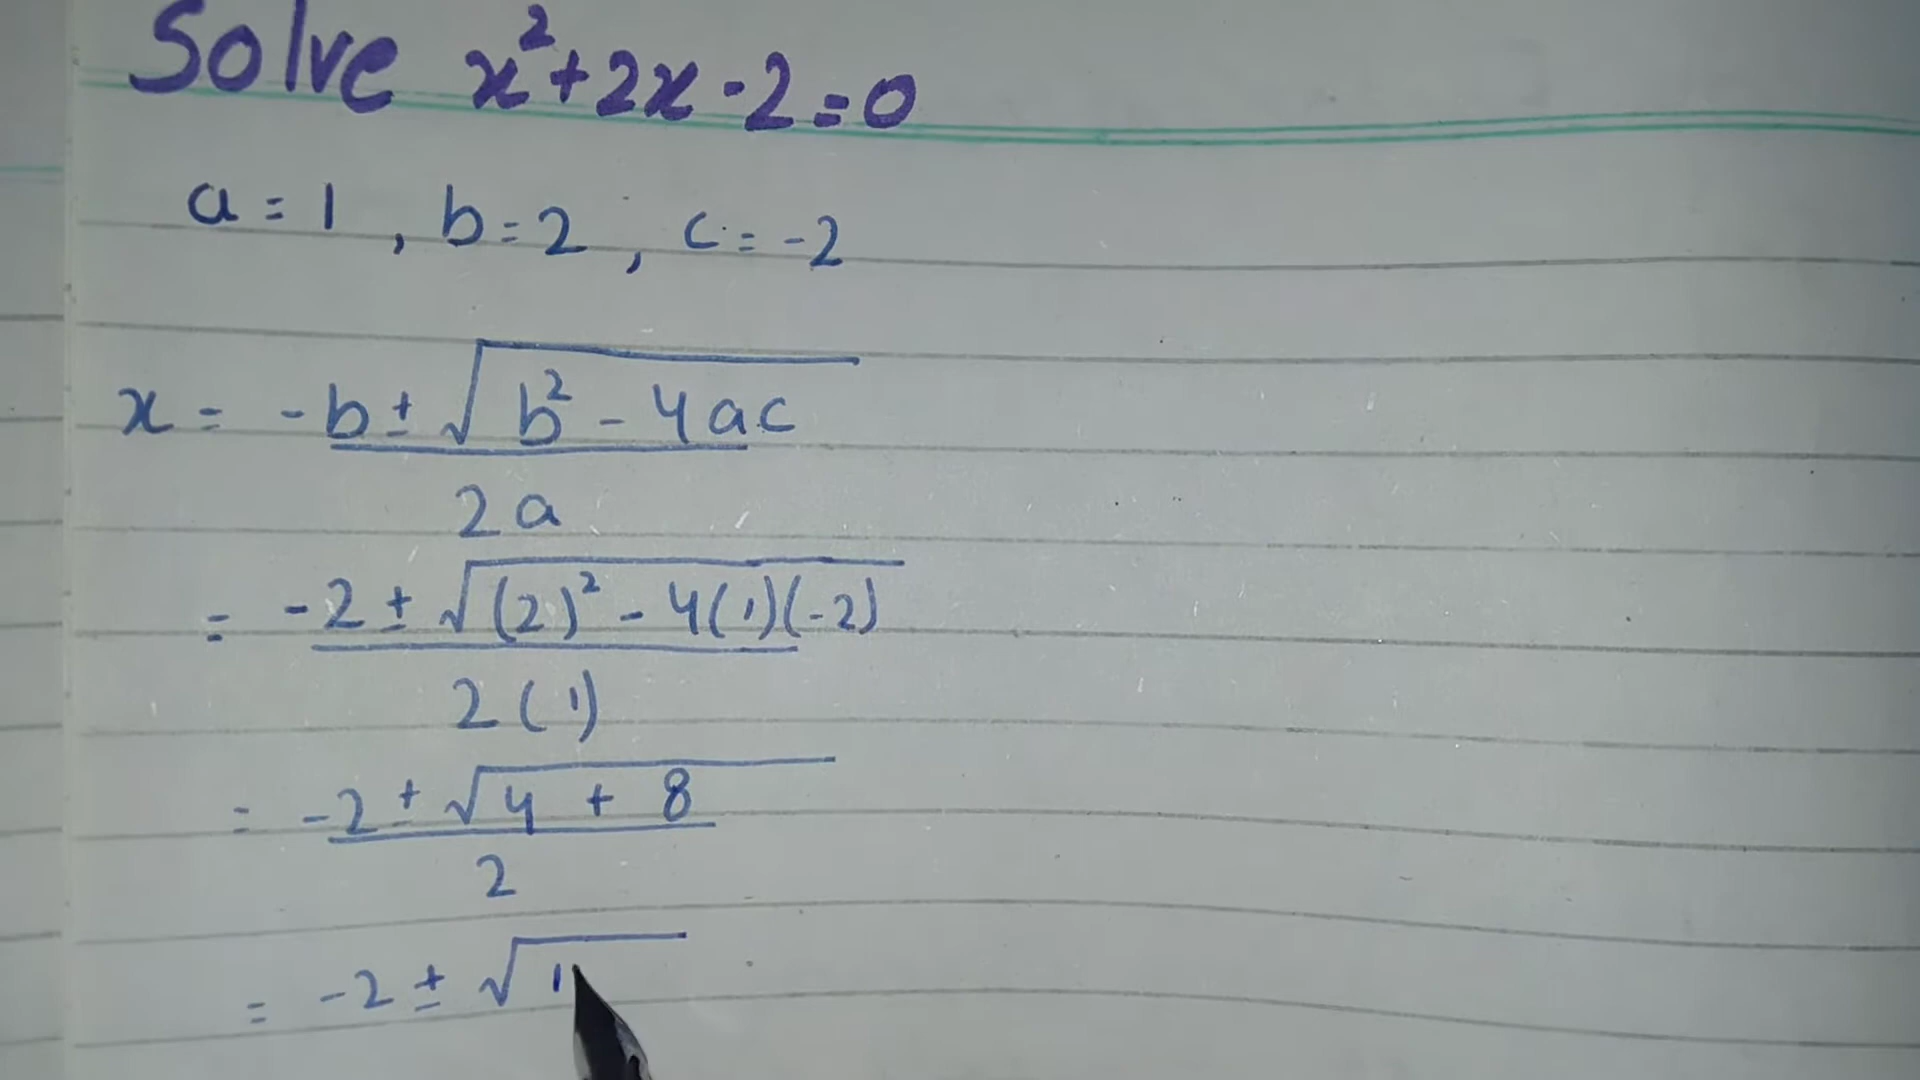 Solve x²+2x-2=0
a=1, b=2, c=-2
x = -b±√b²-4ac
2a
= -2±√(2)²-4(1)(-2)
2(1)
= -2±√4+8
2
= -2±√1